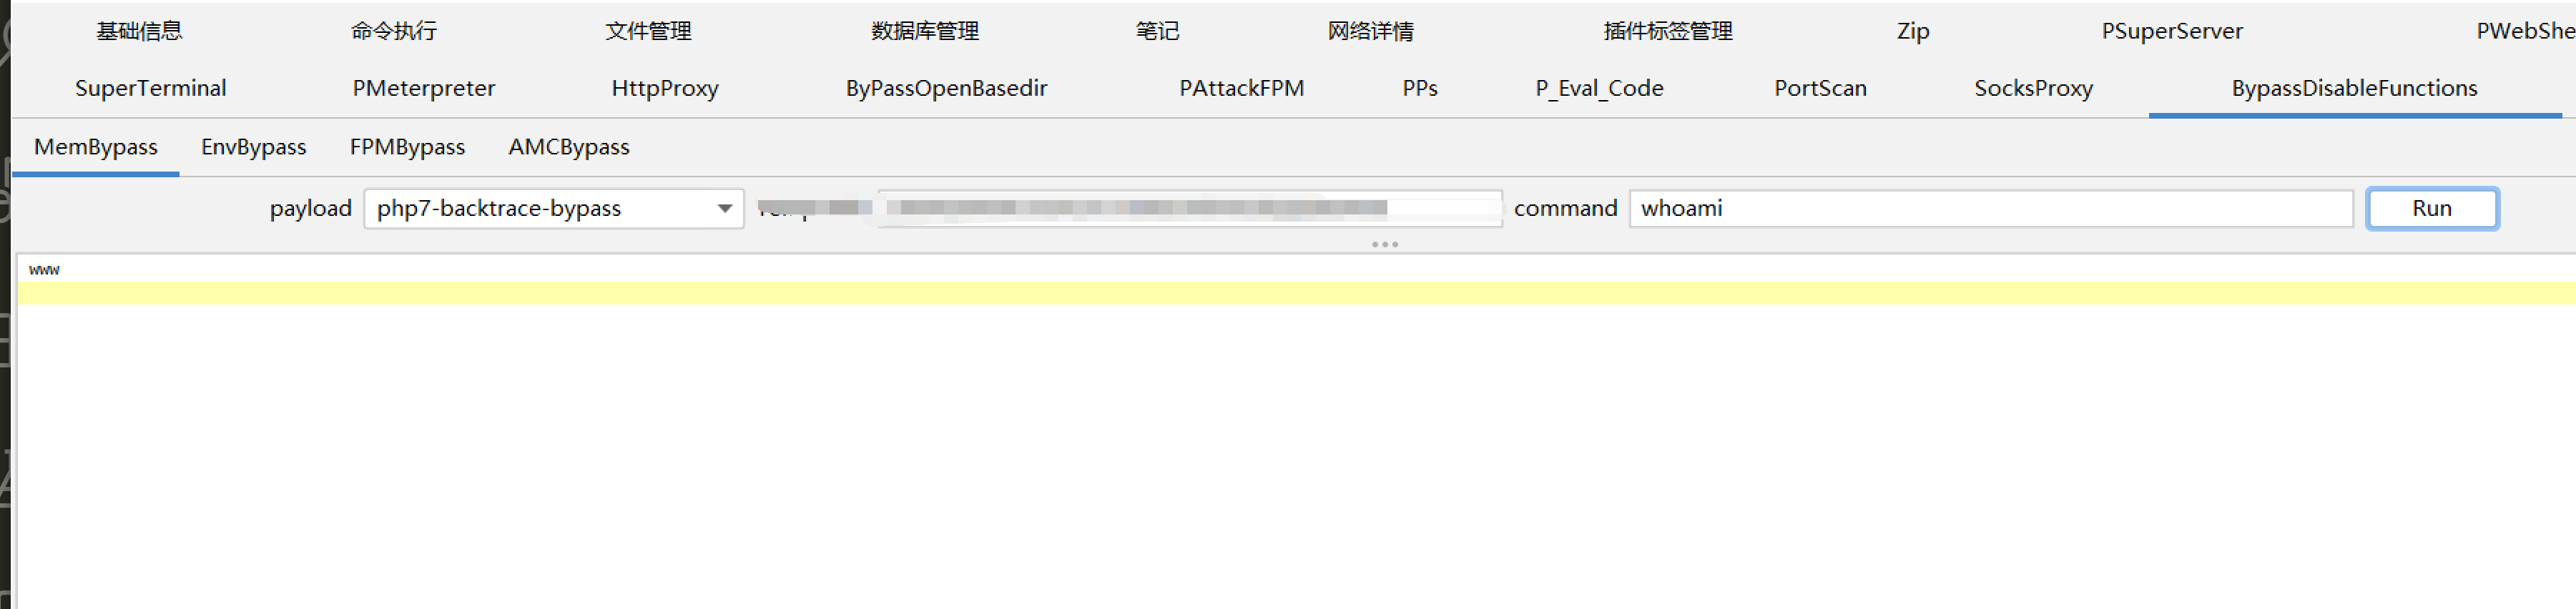 基础信息 命令执行 文件管理 数据库管理 笔记 网络详情 插件标签管理 Zip PSuperServer PWebShe
SuperTerminal PMeterpreter HttpProxy ByPassOpenBasedir PAttackFPM PPs P_Eval_Code PortScan SocksProxy BypassDisableFunctions
MemBypass EnvBypass FPMBypass AMCBypass
payload php7-backtrace-bypass command whoami Run
www